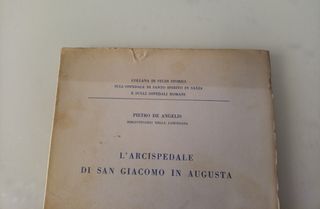 COLLANA DI STUDI STORICI
SULL'OSPEDALE DI SANTO SPIRITO IN SASSIA
E SUGLI OSPEDALI ROMANI
PIETRO DE ANGELIS
BIBLIOTECARIO DELLA LANCISIANA
L'ARCISPEDALE
DI SAN GIACOMO IN AUGUSTA